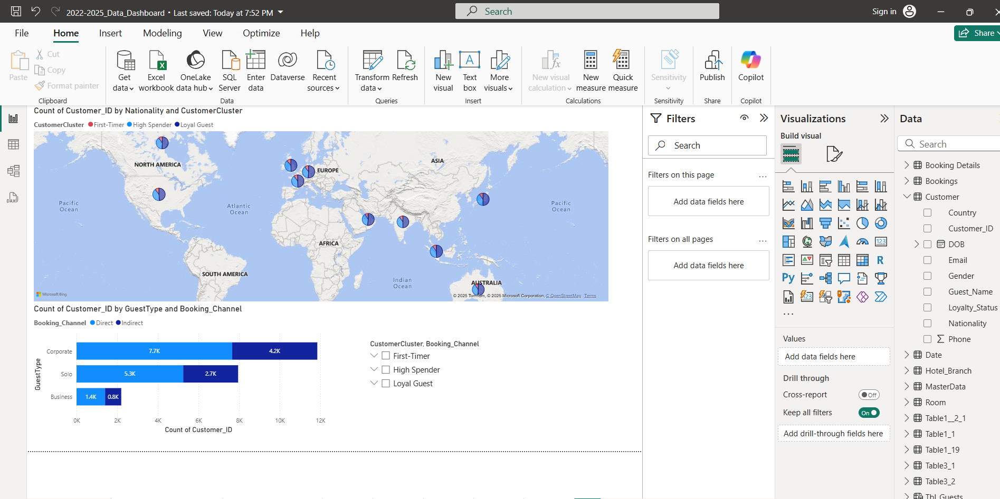 2022-2025_Data_Dashboard • Last saved: Today at 7:52 PM
Search
Sign in
File Home Insert Modeling View Optimize Help
Share
Paste
Cut
Copy
Format painter
Clipboard
Get data
Excel workbook
OneLake data hub
SQL Server
Enter data
Dataverse
Recent sources
Data
Transform data
Refresh
Queries
New visual
Text box
More visuals
Insert
New visual calculation
New measure
Quick measure
Calculations
Sensitivity
Sensitivity
Publish
Share
Copilot
Copilot
Count of Customer_ID by Nationality and CustomerCluster
CustomerCluster First-Timer High Spender Loyal Guest
NORTH AMERICA
EUROPE
ASIA
Pacific Ocean
Atlantic Ocean
Pacific Ocean
AFRICA
SOUTH AMERICA
Indian Ocean
AUSTRALIA
Microsoft Bing
© 2025 TomTom, © 2025 Microsoft Corporation, © OpenStreetMap Terms
Count of Customer_ID by GuestType and Booking_Channel
Booking_Channel Direct Indirect
GuestType
Corporate 7.7K 4.2K
Solo 5.3K 2.7K
Business 1.4K 0.8K
0K 2K 4K 6K 8K 10K 12K
Count of Customer_ID
CustomerCluster, Booking_Channel
First-Timer
High Spender
Loyal Guest
Filters
Search
Filters on this page
...
Add data fields here
Filters on all pages
...
Add data fields here
Visualizations
Build visual
123
R
Py
123
...
Values
Add data fields here
Drill through
Cross-report Off
Keep all filters On
Add drill-through fields here
Data
Search
Booking Details
Bookings
Customer
Country
Customer_ID
DOB
Email
Gender
Guest_Name
Loyalty_Status
Nationality
Phone
Date
Hotel_Branch
MasterData
Room
Table1__2_1
Table1_1
Table1_19
Table3_1
Table3_2
Tbl_Guests
DAX